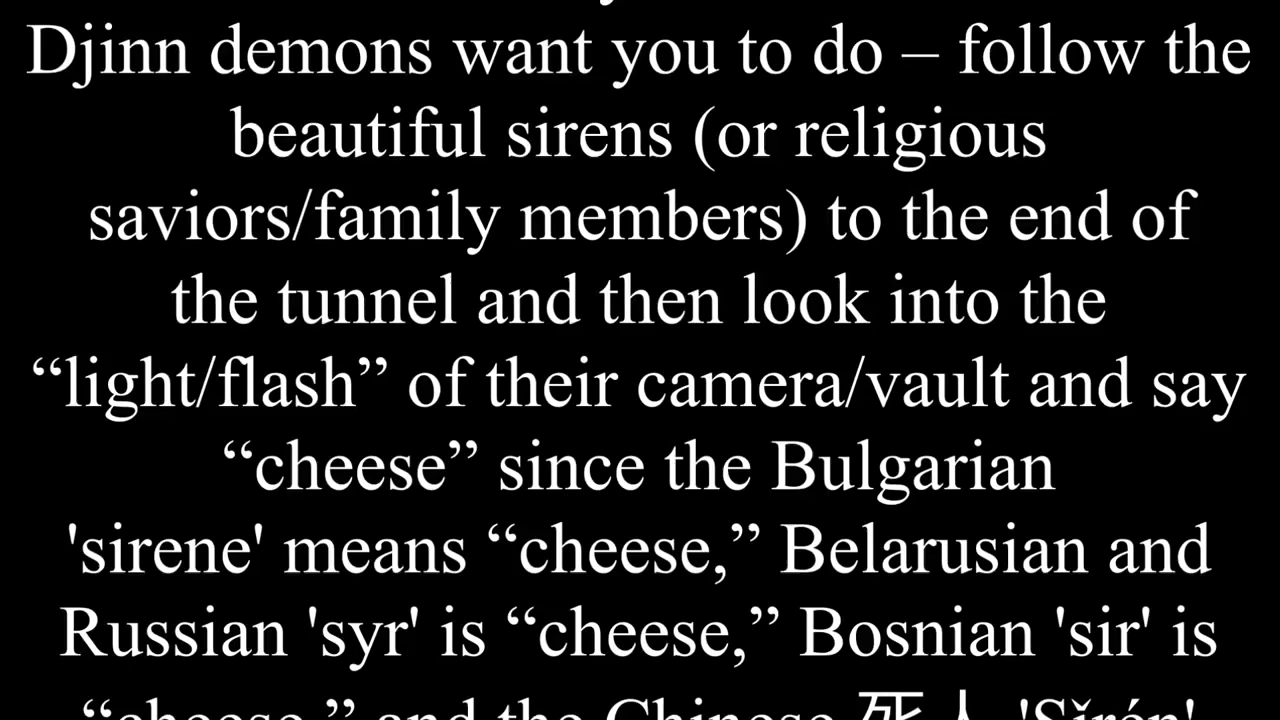 Djinn demons want you to do – follow the
beautiful sirens (or religious
saviors/family members) to the end of
the tunnel and then look into the
“light/flash” of their camera/vault and say
“cheese” since the Bulgarian
'sirene' means “cheese,” Belarusian and
Russian 'syr' is “cheese,” Bosnian 'sir' is
“cheese,” and the Chinese 死人 'Sǐrén'